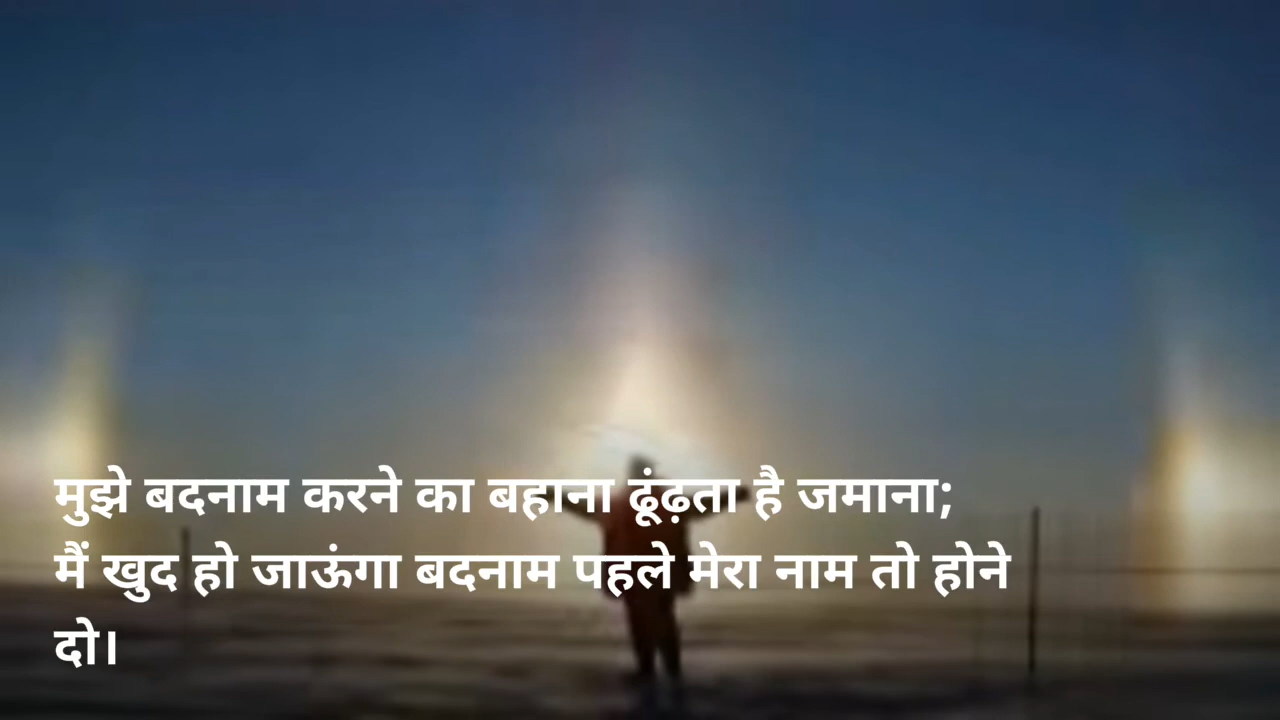 मुझे बदनाम करने का बहाना ढूंढ़ता है जमाना;
मैं खुद हो जाऊंगा बदनाम पहले मेरा नाम तो होने
दो।